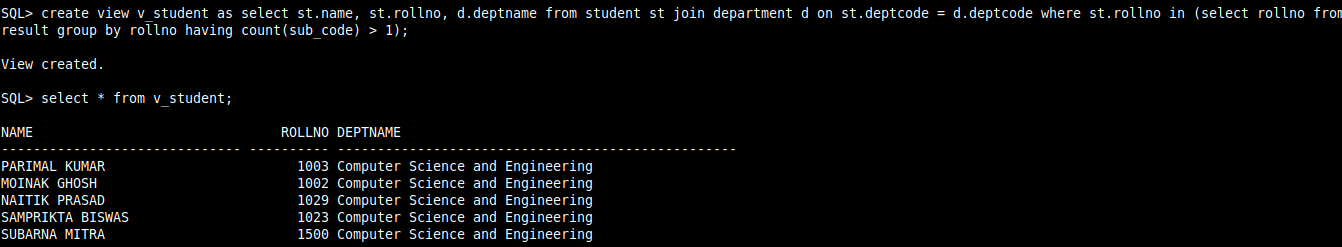 SQL> create view v_student as select st.name, st.rollno, d.deptname from student st join department d on st.deptcode = d.deptcode where st.rollno in (select rollno from
result group by rollno having count(sub_code) > 1);
View created.
SQL> select * from v_student;
NAME ROLLNO DEPTNAME
------------------------------ ---------- --------------------------------------------------
PARIMAL KUMAR 1003 Computer Science and Engineering
MOINAK GHOSH 1002 Computer Science and Engineering
NAITIK PRASAD 1029 Computer Science and Engineering
SAMPRIKTA BISWAS 1023 Computer Science and Engineering
SUBARNA MITRA 1500 Computer Science and Engineering